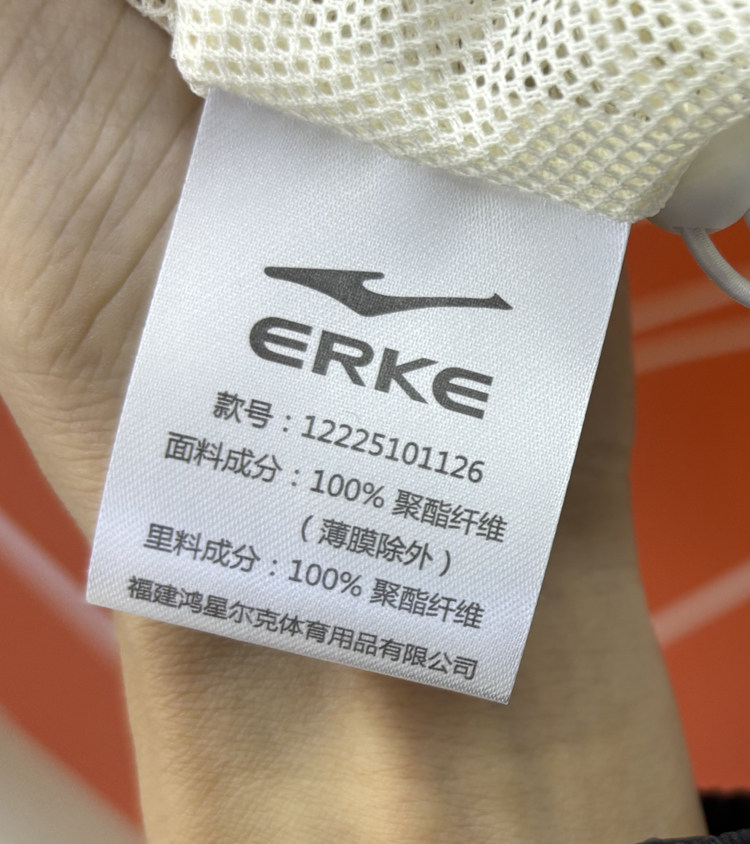 ERKE
款号：12225101126
面料成分：100% 聚酯纤维
（薄膜除外）
里料成分：100% 聚酯纤维
福建鸿星尔克体育用品有限公司